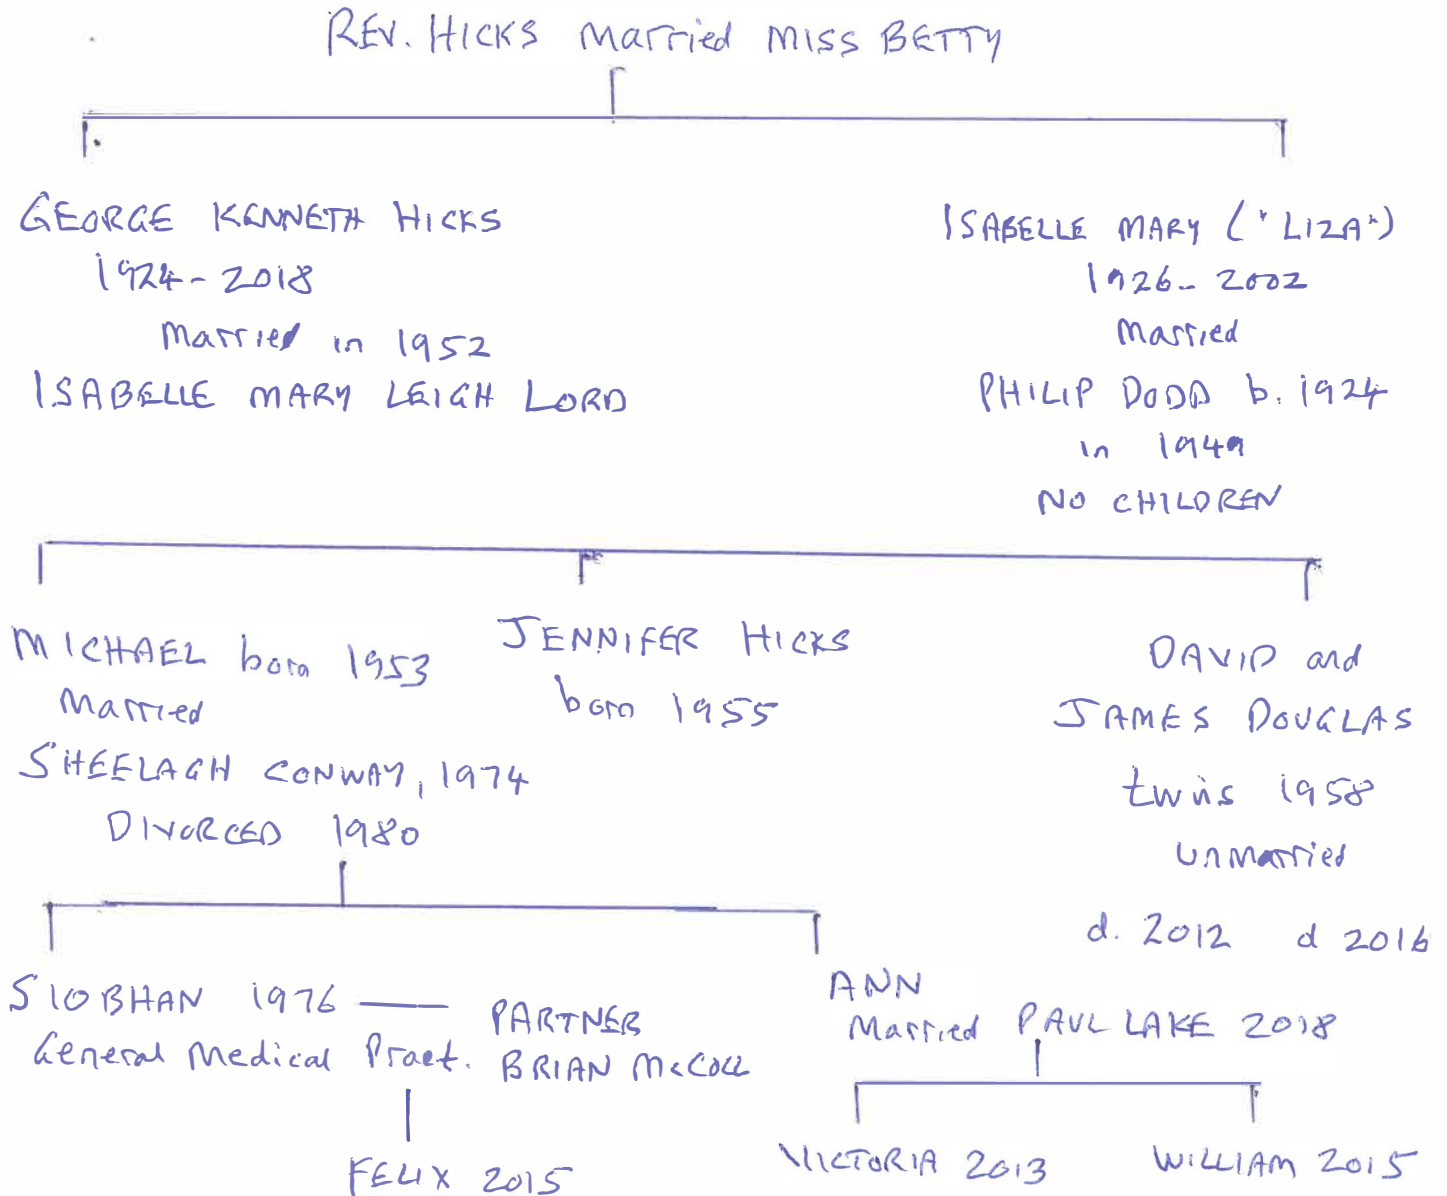 REV. HICKS married MISS BETTY
GEORGE KENNETH HICKS
1924-2018
Married in 1952
ISABELLE MARY LEIGH LORD
ISABELLE MARY ("LIZA")
1926-2002
Married
PHILIP DODD b. 1924
in 1949
NO CHILDREN
MICHAEL born 1953
Married
SHEELAGH CONWAY, 1974
DIVORCED 1980
JENNIFER HICKS
born 1955
DAVID and
JAMES DOUGLAS
twins 1958
unmarried
d. 2012 d 2016
SIOBHAN 1976 — PARTNER
General Medical Pract. BRIAN McCOLL
FELIX 2015
ANN
Married PAUL LAKE 2018
VICTORIA 2013 WILLIAM 2015